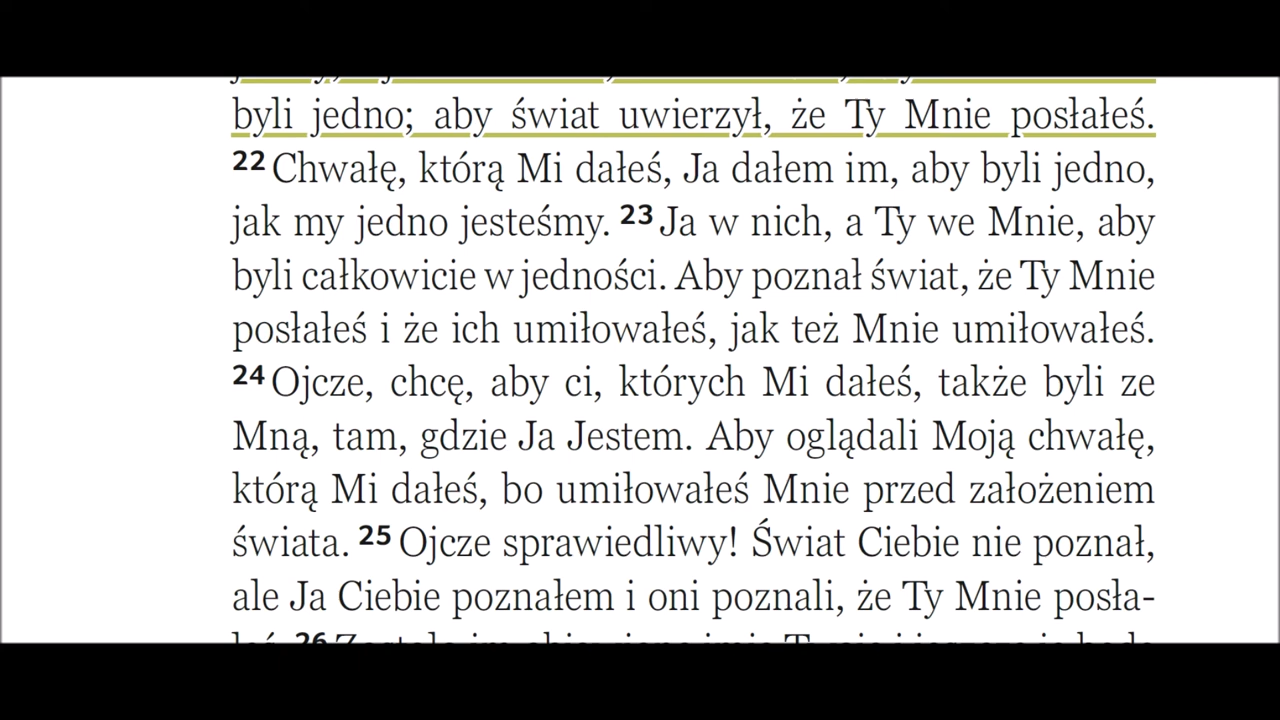 byli jedno; aby świat uwierzył, że Ty Mnie posłałeś.
22 Chwałę, którą Mi dałeś, Ja dałem im, aby byli jedno,
jak my jedno jesteśmy. 23 Ja w nich, a Ty we Mnie, aby
byli całkowicie w jedności. Aby poznał świat, że Ty Mnie
posłałeś i że ich umiłowałeś, jak też Mnie umiłowałeś.
24 Ojcze, chcę, aby ci, których Mi dałeś, także byli ze
Mną, tam, gdzie Ja Jestem. Aby oglądali Moją chwałę,
którą Mi dałeś, bo umiłowałeś Mnie przed założeniem
świata. 25 Ojcze sprawiedliwy! Świat Ciebie nie poznał,
ale Ja Ciebie poznałem i oni poznali, że Ty Mnie posła-
26